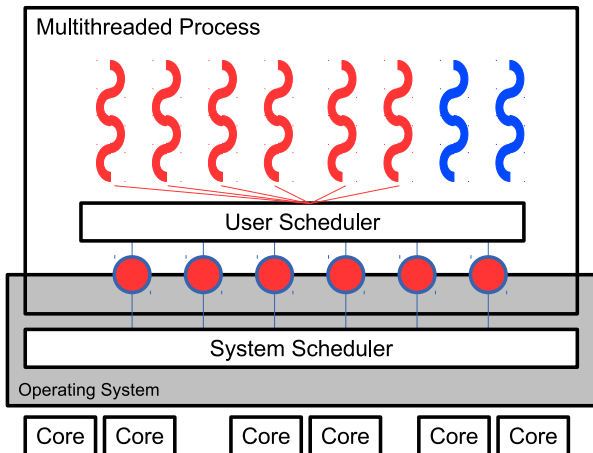 Multithreaded Process
User Scheduler
System Scheduler
Operating System
Core Core Core Core Core Core